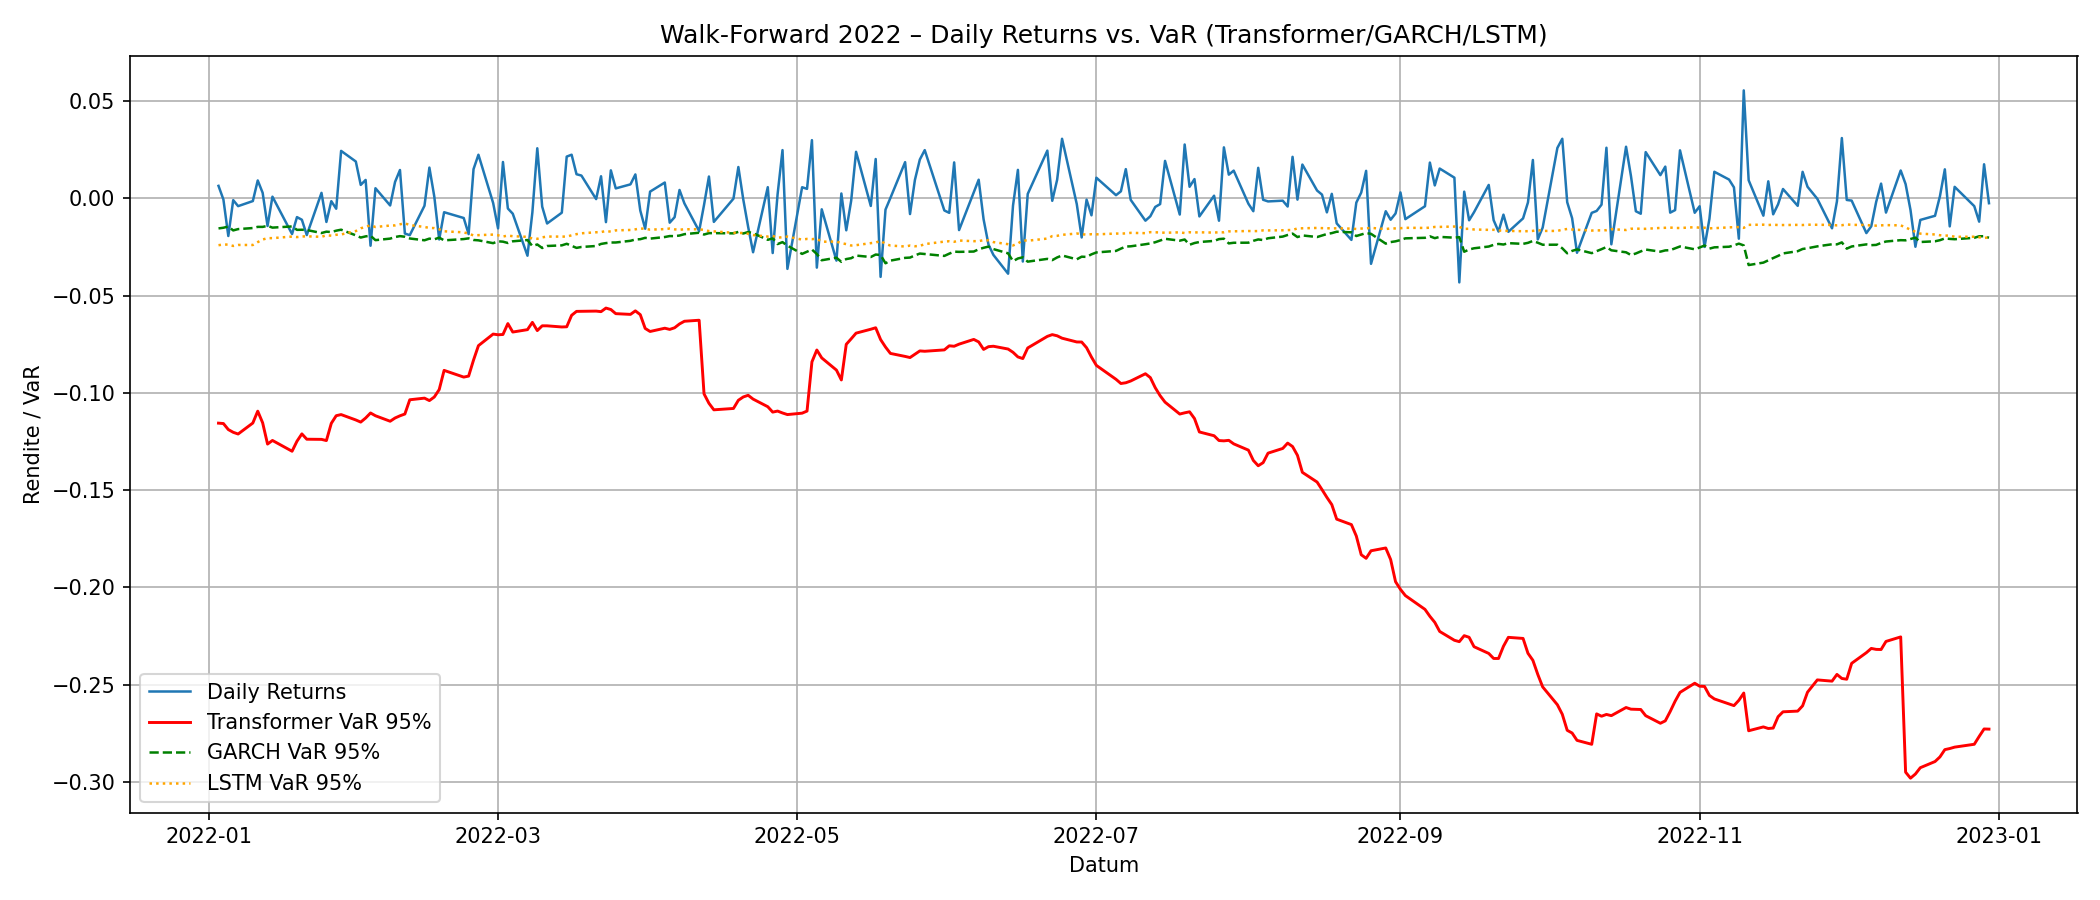 Walk-Forward 2022 – Daily Returns vs. VaR (Transformer/GARCH/LSTM)
Rendite / VaR
0.05
0.00
−0.05
−0.10
−0.15
−0.20
−0.25
−0.30
Daily Returns
Transformer VaR 95%
GARCH VaR 95%
LSTM VaR 95%
2022-01
2022-03
2022-05
2022-07
2022-09
2022-11
2023-01
Datum